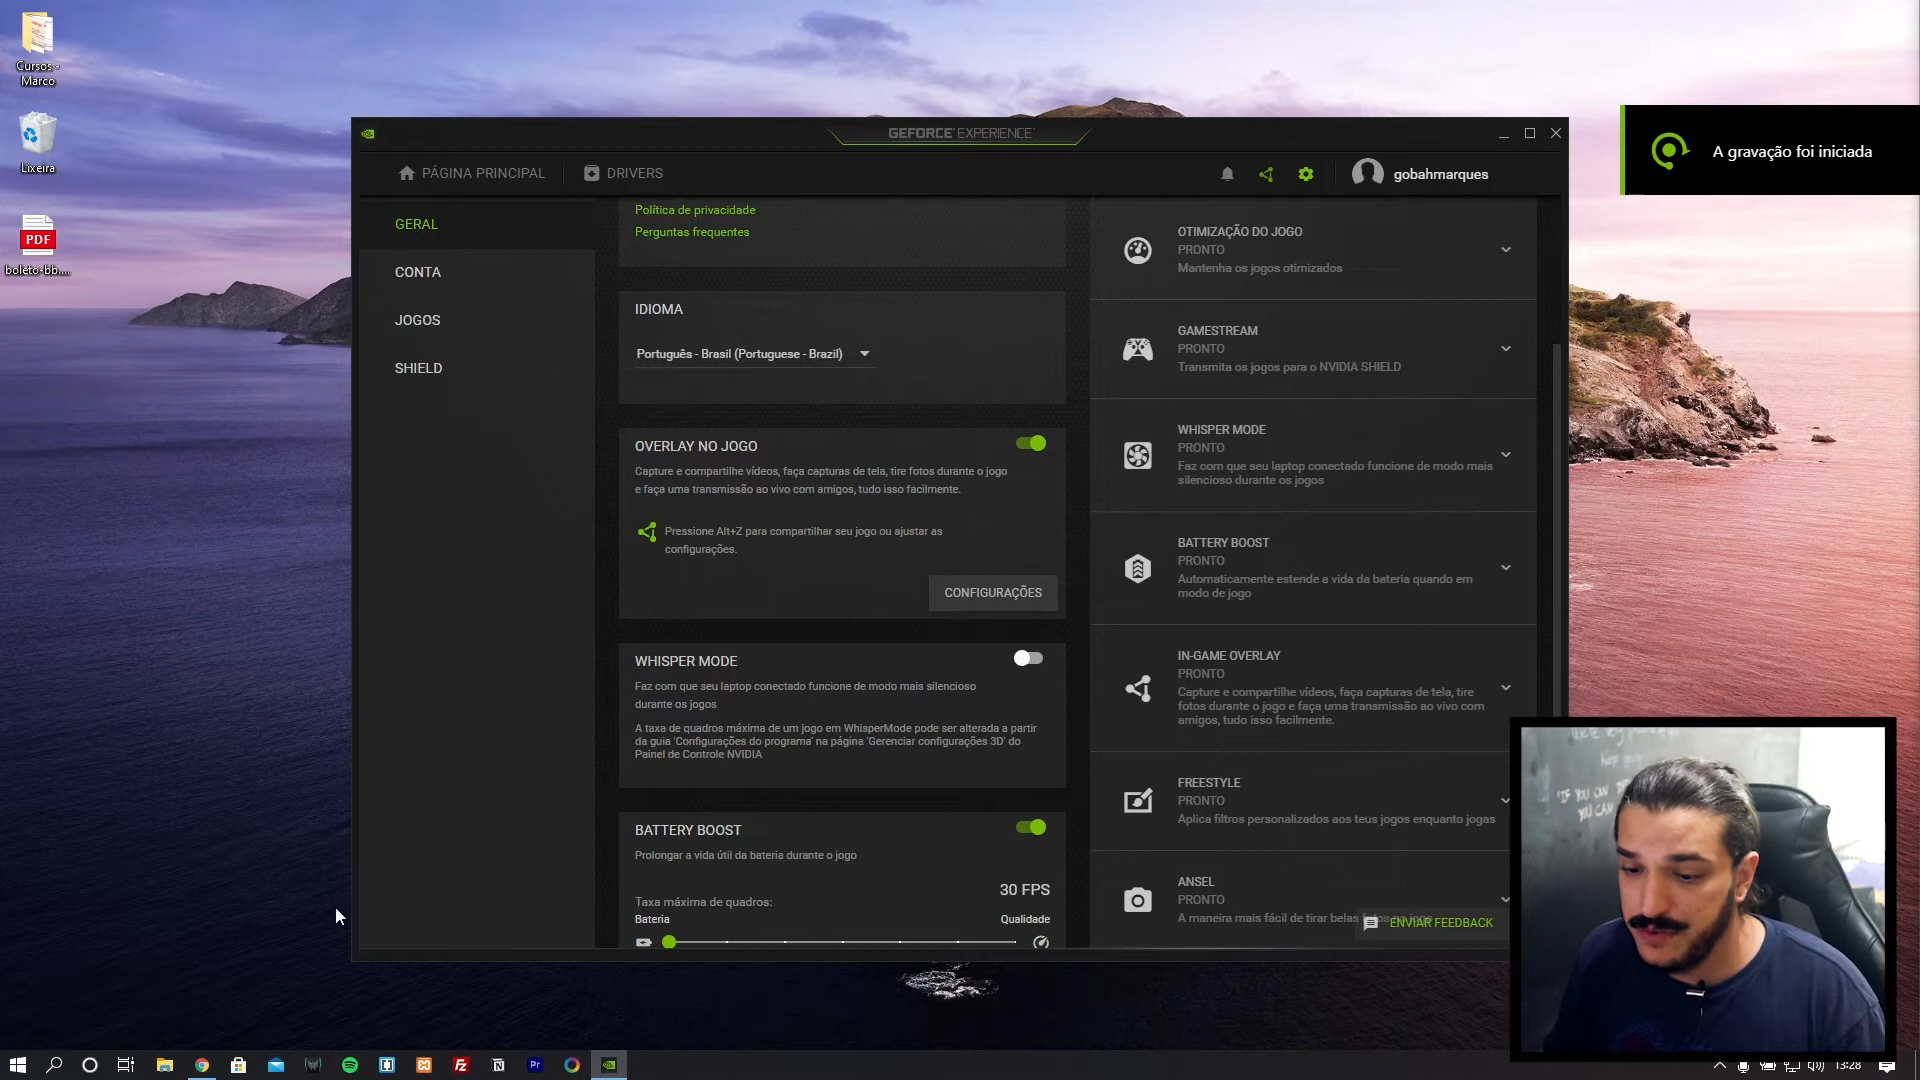 Cursos -
Marco
Lixeira
PDF
boleto-bb....
GEFORCE EXPERIENCE
A gravação foi iniciada
PÁGINA PRINCIPAL
DRIVERS
gobahmarques
GERAL
CONTA
JOGOS
SHIELD
Política de privacidade
Perguntas frequentes
IDIOMA
Português - Brasil (Portuguese - Brazil)
OVERLAY NO JOGO
Capture e compartilhe vídeos, faça capturas de tela, tire fotos durante o jogo
e faça uma transmissão ao vivo com amigos, tudo isso facilmente.
Pressione Alt+Z para compartilhar seu jogo ou ajustar as
configurações.
CONFIGURAÇÕES
WHISPER MODE
Faz com que seu laptop conectado funcione de modo mais silencioso
durante os jogos
A taxa de quadros máxima de um jogo em WhisperMode pode ser alterada a partir
da guia 'Configurações do programa' na página 'Gerenciar configurações 3D' do
Painel de Controle NVIDIA
BATTERY BOOST
Prolongar a vida útil da bateria durante o jogo
30 FPS
Taxa máxima de quadros:
Bateria
Qualidade
OTIMIZAÇÃO DO JOGO
PRONTO
Mantenha os jogos otimizados
GAMESTREAM
PRONTO
Transmita os jogos para o NVIDIA SHIELD
WHISPER MODE
PRONTO
Faz com que seu laptop conectado funcione de modo mais
silencioso durante os jogos
BATTERY BOOST
PRONTO
Automaticamente estende a vida da bateria quando em
modo de jogo
IN-GAME OVERLAY
PRONTO
Capture e compartilhe vídeos, faça capturas de tela, tire
fotos durante o jogo e faça uma transmissão ao vivo com
amigos, tudo isso facilmente.
FREESTYLE
PRONTO
Aplica filtros personalizados aos teus jogos enquanto jogas
ANSEL
PRONTO
A maneira mais fácil de tirar belas fotos no jogo
ENVIAR FEEDBACK
"IF YOU CAN
YOU CAN
Pr
Fz
13:28